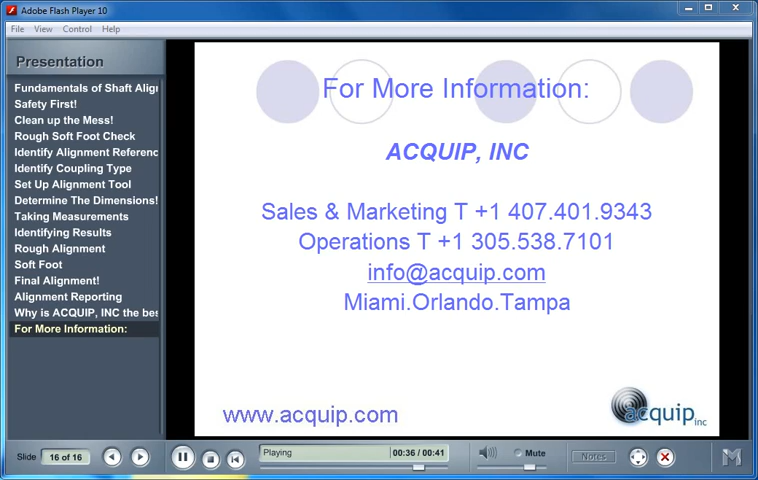 Adobe Flash Player 10
File View Control Help
Presentation
Fundamentals of Shaft Align
Safety First!
Clean up the Mess!
Rough Soft Foot Check
Identify Alignment Referenc
Identify Coupling Type
Set Up Alignment Tool
Determine The Dimensions!
Taking Measurements
Identifying Results
Rough Alignment
Soft Foot
Final Alignment!
Alignment Reporting
Why is ACQUIP, INC the bes
For More Information:
For More Information:
ACQUIP, INC
Sales & Marketing T +1 407.401.9343
Operations T +1 305.538.7101
info@acquip.com
Miami.Orlando.Tampa
www.acquip.com
acquip inc
Slide 16 of 16
Playing 00:36 / 00:41
Mute
Notes